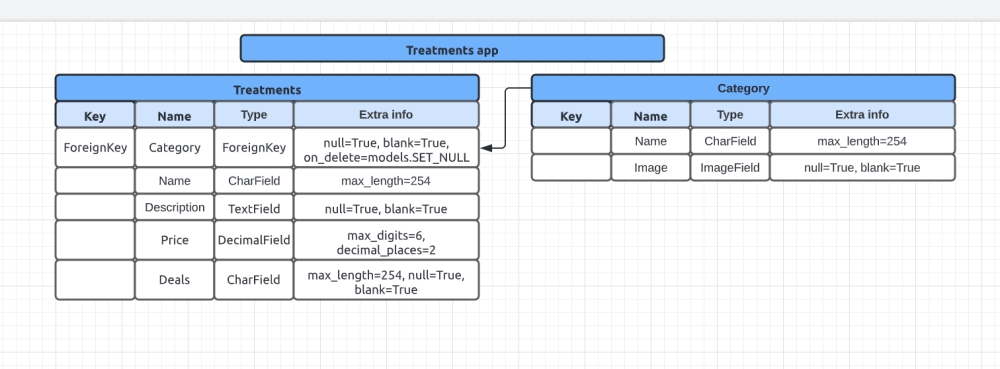 Treatments app
Treatments
Key Name Type Extra info
ForeignKey Category ForeignKey null=True, blank=True,
on_delete=models.SET_NULL
Name CharField max_length=254
Description TextField null=True, blank=True
Price DecimalField max_digits=6,
decimal_places=2
Deals CharField max_length=254, null=True,
blank=True
Category
Key Name Type Extra info
Name CharField max_length=254
Image ImageField null=True, blank=True